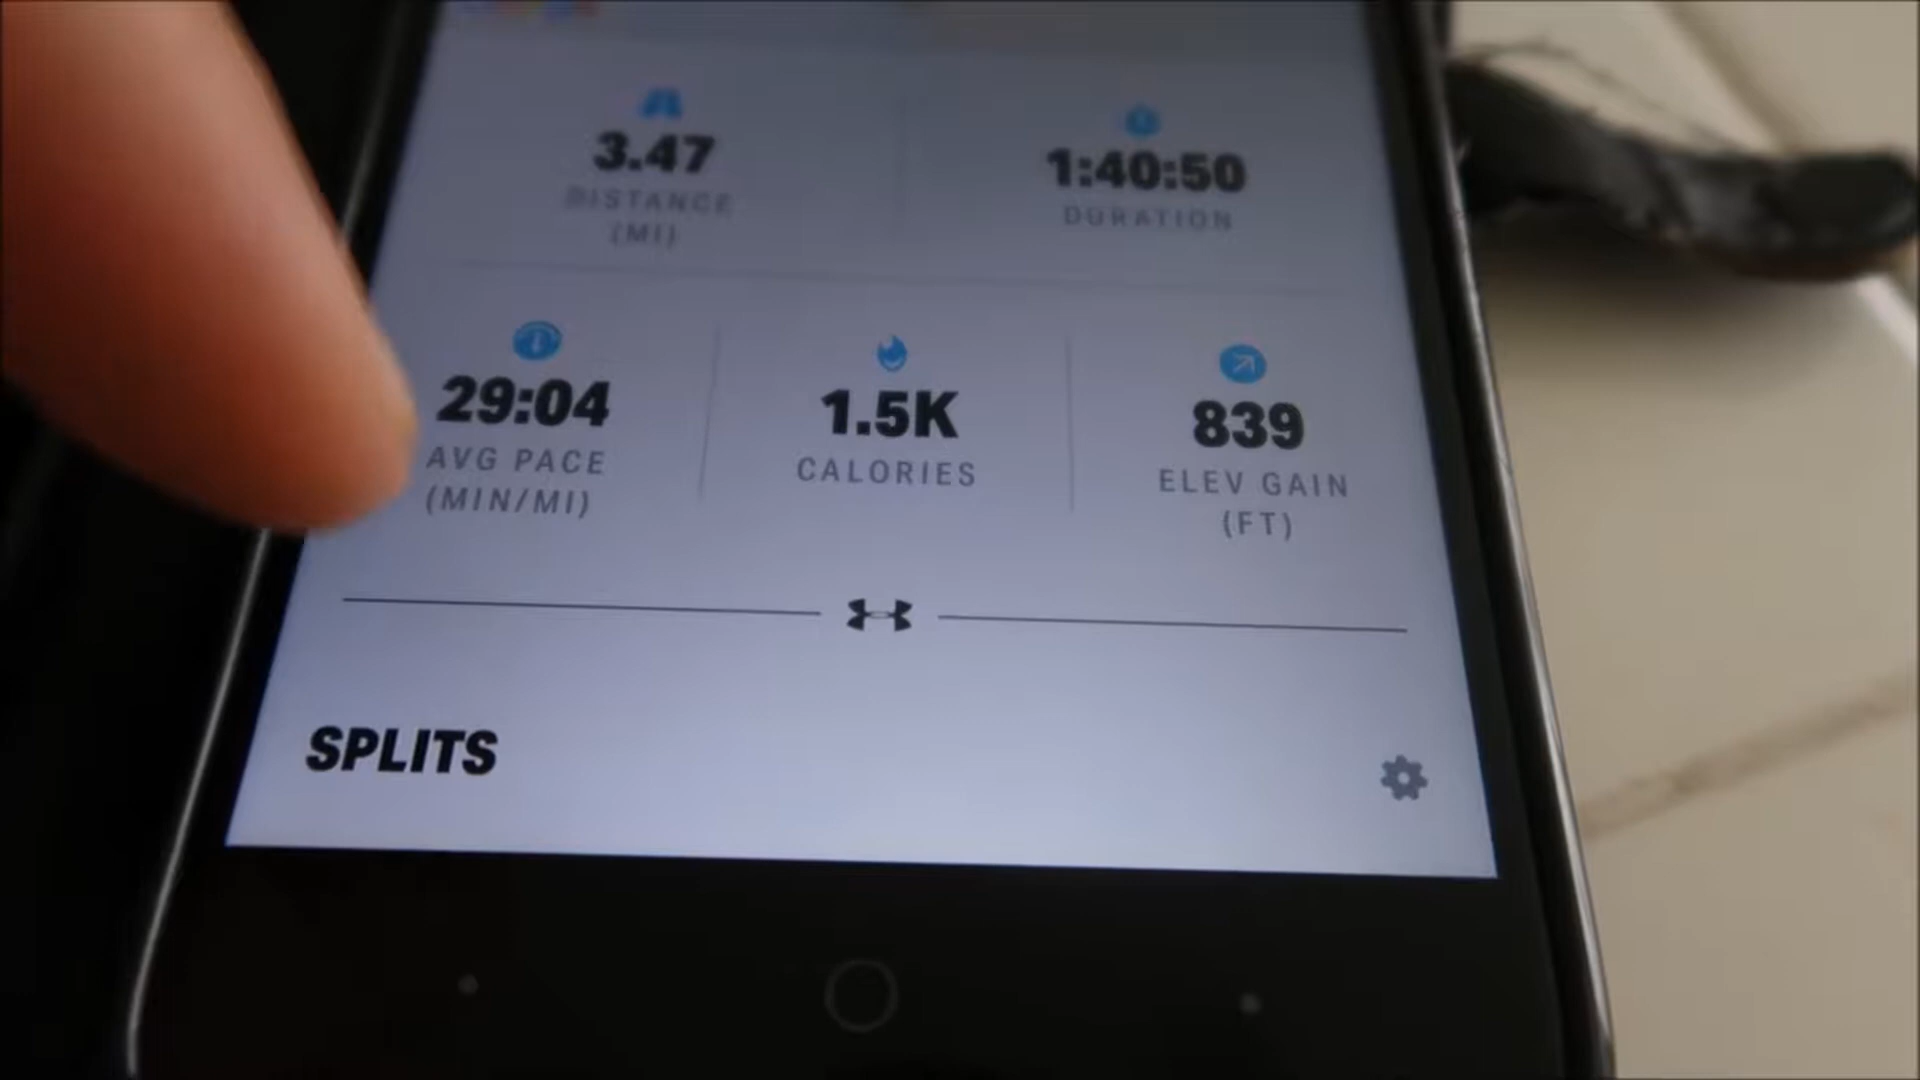 3.47
DISTANCE
(MI)
1:40:50
DURATION
29:04
AVG PACE
(MIN/MI)
1.5K
CALORIES
839
ELEV GAIN
(FT)
SPLITS